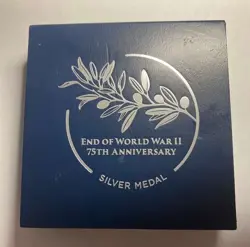 END OF WORLD WAR II
75TH ANNIVERSARY
SILVER MEDAL